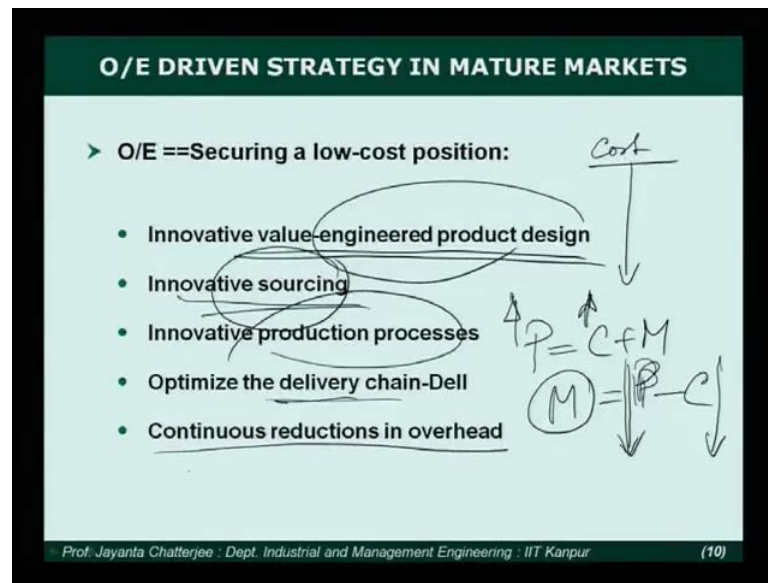 O/E DRIVEN STRATEGY IN MATURE MARKETS
➤ O/E ==Securing a low-cost position:
Cost
• Innovative value-engineered product design
• Innovative sourcing
• Innovative production processes
P = C + M
• Optimize the delivery chain-Dell
M = P - C
• Continuous reductions in overhead
Prof. Jayanta Chatterjee : Dept. Industrial and Management Engineering : IIT Kanpur (10)